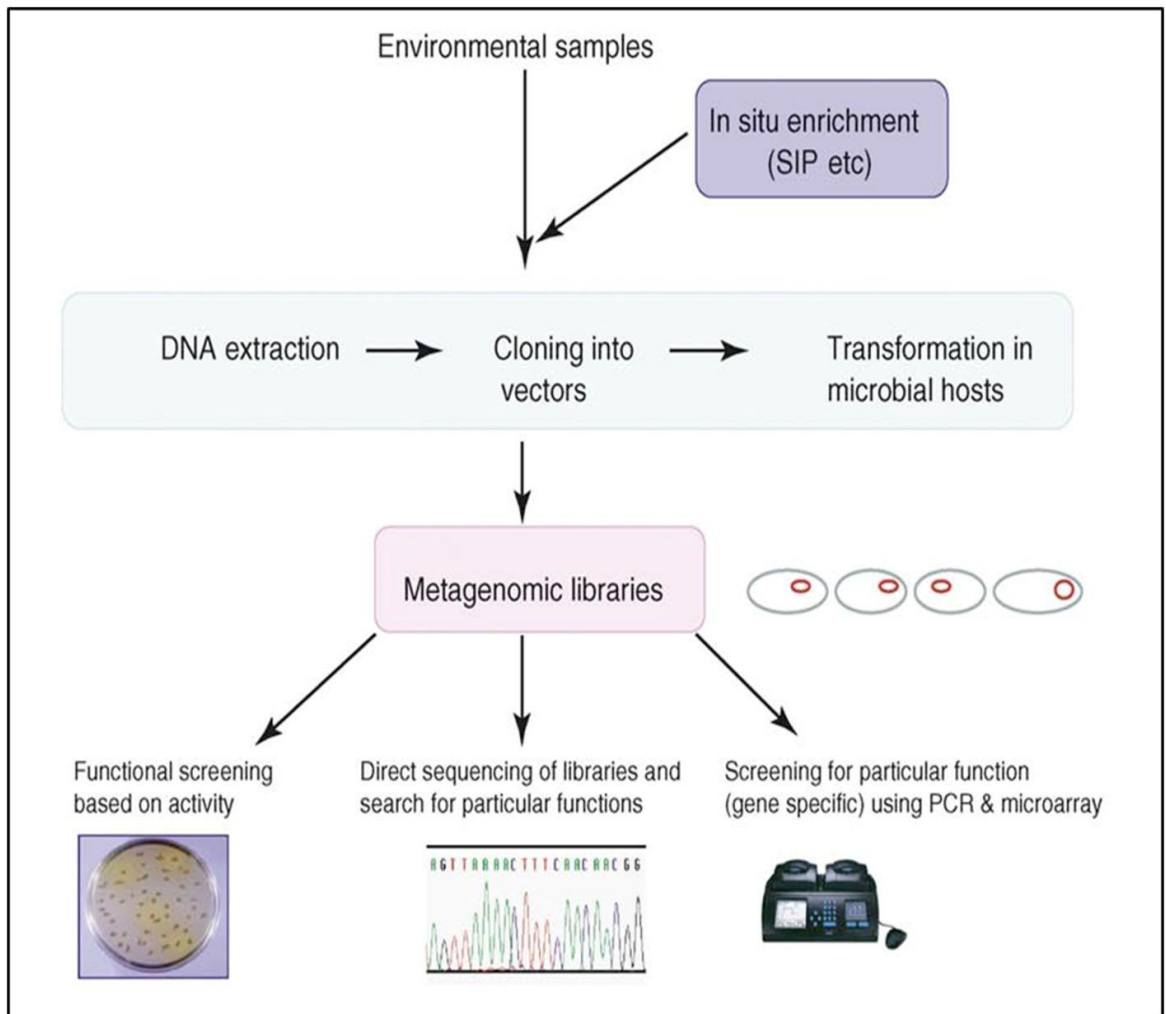 Environmental samples
In situ enrichment
(SIP etc)
DNA extraction
Cloning into
vectors
Transformation in
microbial hosts
Metagenomic libraries
Functional screening
based on activity
Direct sequencing of libraries and
search for particular functions
Screening for particular function
(gene specific) using PCR & microarray
AGTTAAAACTTTCAACAACGG